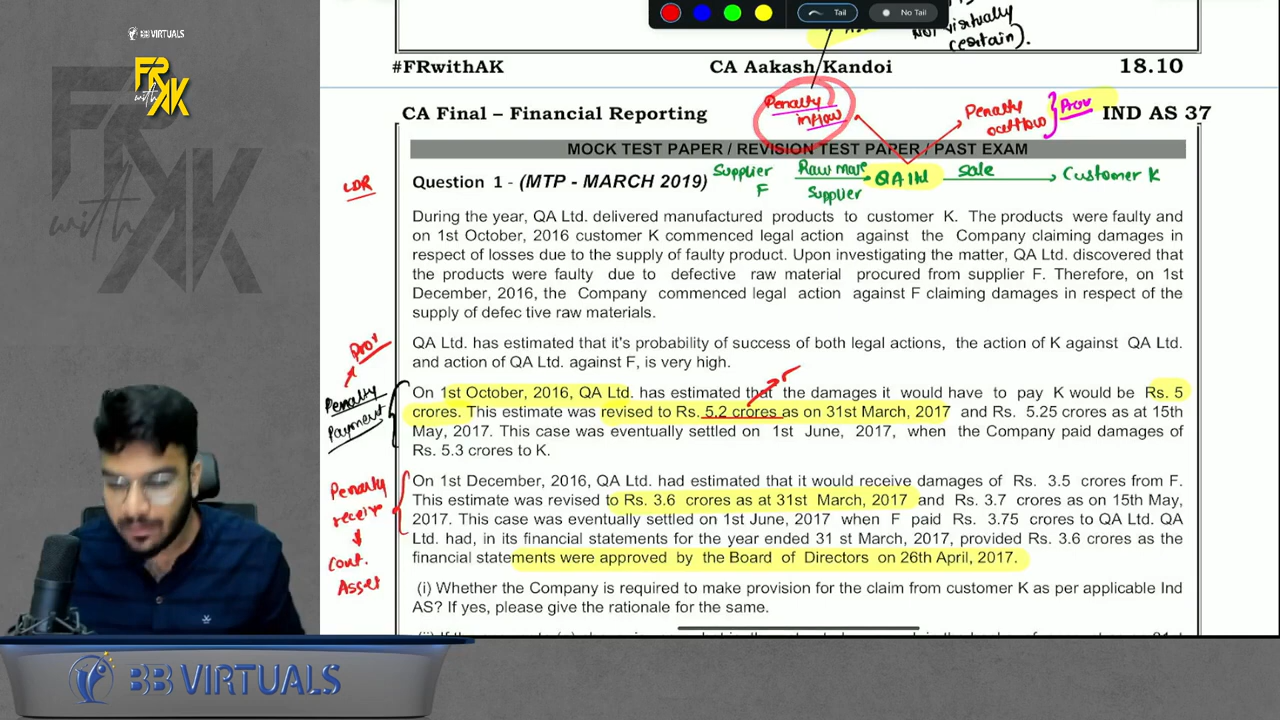 BB VIRTUALS
FR
with
AK
Tail
No Tail
Not virtually
certain).
#FRwithAK CA Aakash Kandoi 18.10
CA Final – Financial Reporting IND AS 37
Penalty
inflow
Penalty
outflow
Prov
MOCK TEST PAPER / REVISION TEST PAPER / PAST EXAM
LDR
Question 1 - (MTP - MARCH 2019)
Supplier
F
Raw mate
Supplier
QA ltd
sale
Customer K
During the year, QA Ltd. delivered manufactured products to customer K. The products were faulty and
on 1st October, 2016 customer K commenced legal action against the Company claiming damages in
respect of losses due to the supply of faulty product. Upon investigating the matter, QA Ltd. discovered that
the products were faulty due to defective raw material procured from supplier F. Therefore, on 1st
December, 2016, the Company commenced legal action against F claiming damages in respect of the
supply of defec tive raw materials.
QA Ltd. has estimated that it's probability of success of both legal actions, the action of K against QA Ltd.
and action of QA Ltd. against F, is very high.
Prov
Penalty
Payment
On 1st October, 2016, QA Ltd. has estimated that the damages it would have to pay K would be Rs. 5
crores. This estimate was revised to Rs. 5.2 crores as on 31st March, 2017 and Rs. 5.25 crores as at 15th
May, 2017. This case was eventually settled on 1st June, 2017, when the Company paid damages of
Rs. 5.3 crores to K.
Penalty
receive
Cont.
Asset
On 1st December, 2016, QA Ltd. had estimated that it would receive damages of Rs. 3.5 crores from F.
This estimate was revised to Rs. 3.6 crores as at 31st March, 2017 and Rs. 3.7 crores as on 15th May,
2017. This case was eventually settled on 1st June, 2017 when F paid Rs. 3.75 crores to QA Ltd. QA
Ltd. had, in its financial statements for the year ended 31 st March, 2017, provided Rs. 3.6 crores as the
financial statements were approved by the Board of Directors on 26th April, 2017.
(i) Whether the Company is required to make provision for the claim from customer K as per applicable Ind
AS? If yes, please give the rationale for the same.
BB VIRTUALS